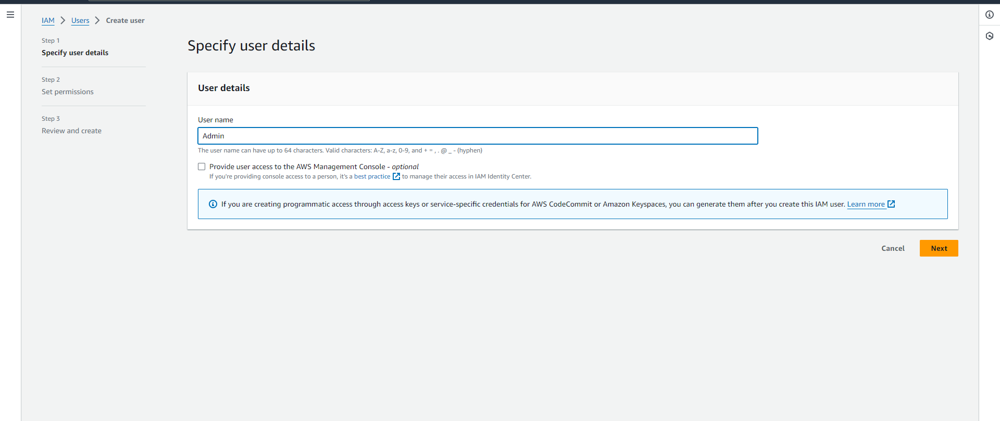 IAM > Users > Create user
Step 1
Specify user details
Step 2
Set permissions
Step 3
Review and create
Specify user details
User details
User name
Admin
The user name can have up to 64 characters. Valid characters: A-Z, a-z, 0-9, and + = , . @ _ - (hyphen)
Provide user access to the AWS Management Console - optional
If you're providing console access to a person, it's a best practice to manage their access in IAM Identity Center.
If you are creating programmatic access through access keys or service-specific credentials for AWS CodeCommit or Amazon Keyspaces, you can generate them after you create this IAM user. Learn more
Cancel
Next